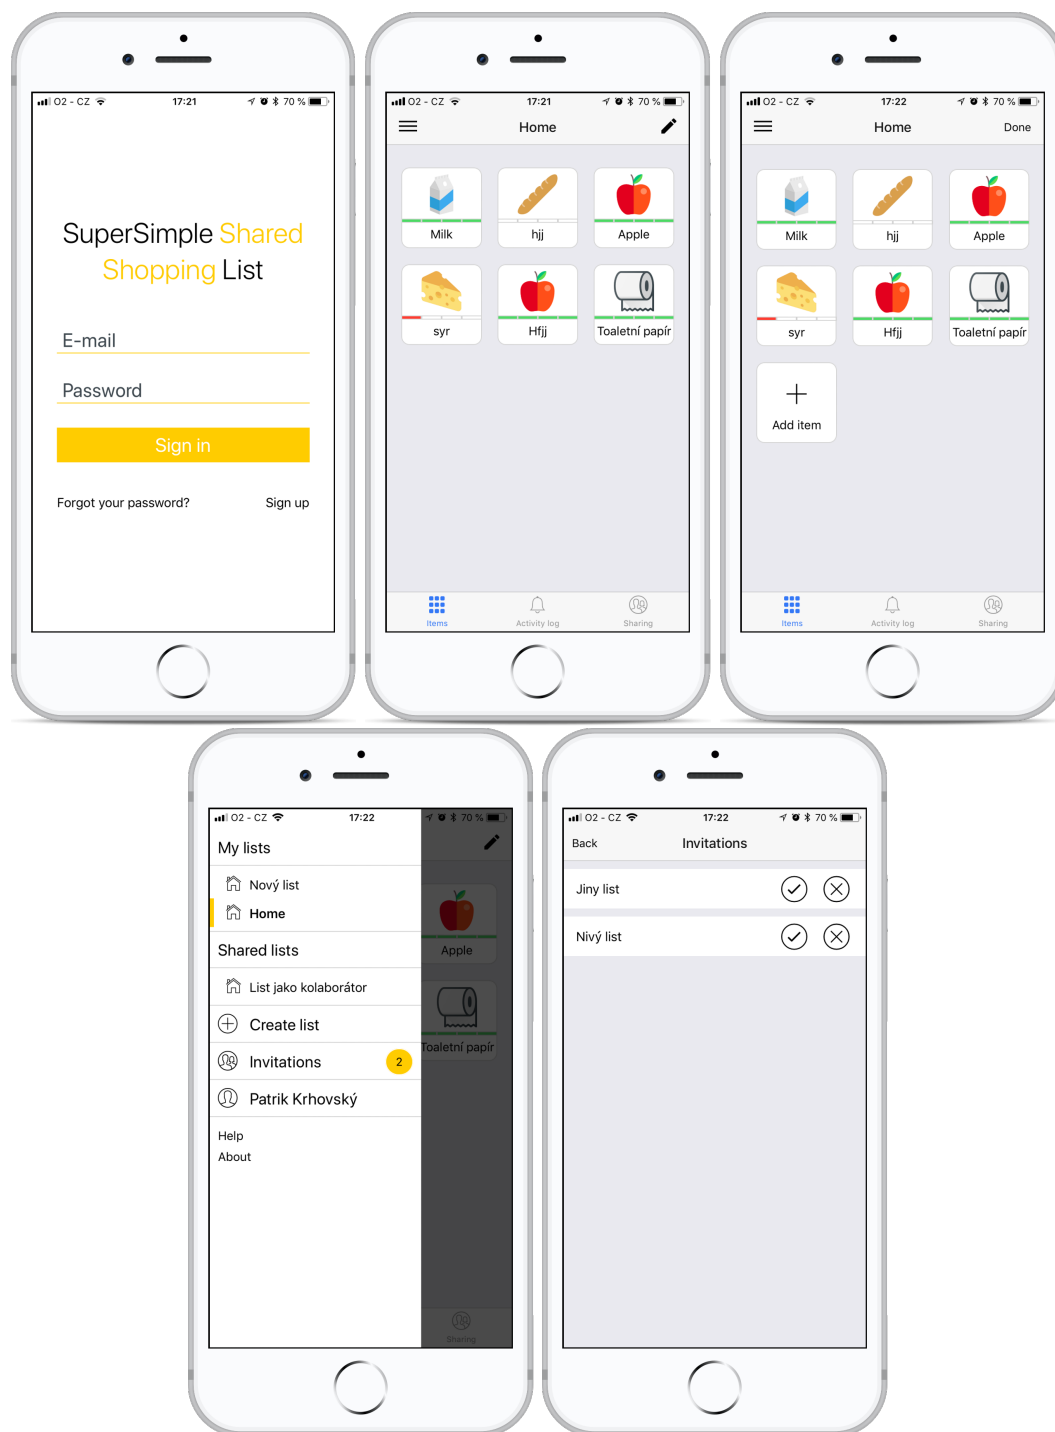 O2 - CZ 17:21 70 %
SuperSimple Shared
Shopping List
E-mail
Password
Sign in
Forgot your password? Sign up
O2 - CZ 17:21 70 %
Home
Milk hjj Apple
syr Hfjj Toaletní papír
Items Activity log Sharing
O2 - CZ 17:22 70 %
Home Done
Milk hjj Apple
syr Hfjj Toaletní papír
Add item
Items Activity log Sharing
O2 - CZ 17:22 70 %
My lists
Nový list
Home
Shared lists
List jako kolaborátor
Create list
Invitations 2
Patrik Krhovský
Help
About
Apple
Toaletní papír
Sharing
O2 - CZ 17:22 70 %
Back Invitations
Jiny list
Nivý list